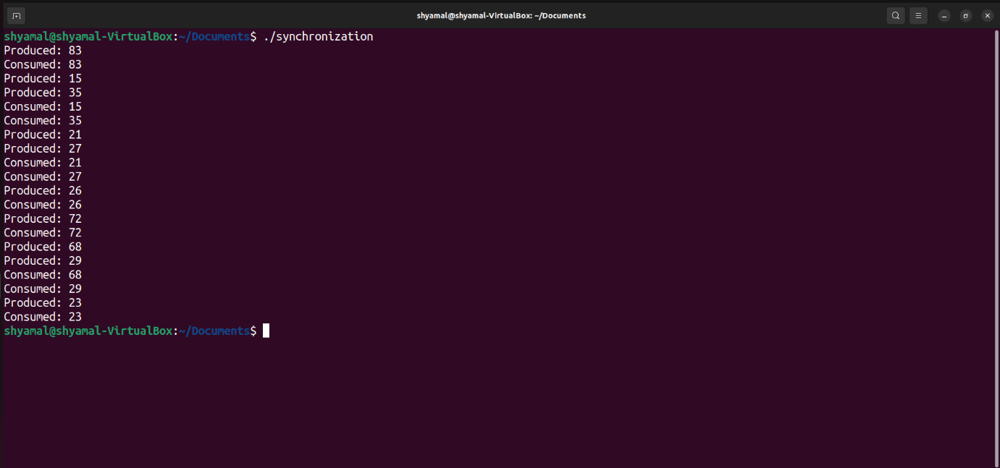 shyamal@shyamal-VirtualBox: ~/Documents
shyamal@shyamal-VirtualBox:~/Documents$ ./synchronization
Produced: 83
Consumed: 83
Produced: 15
Produced: 35
Consumed: 15
Consumed: 35
Produced: 21
Produced: 27
Consumed: 21
Consumed: 27
Produced: 26
Consumed: 26
Produced: 72
Consumed: 72
Produced: 68
Produced: 29
Consumed: 68
Consumed: 29
Produced: 23
Consumed: 23
shyamal@shyamal-VirtualBox:~/Documents$